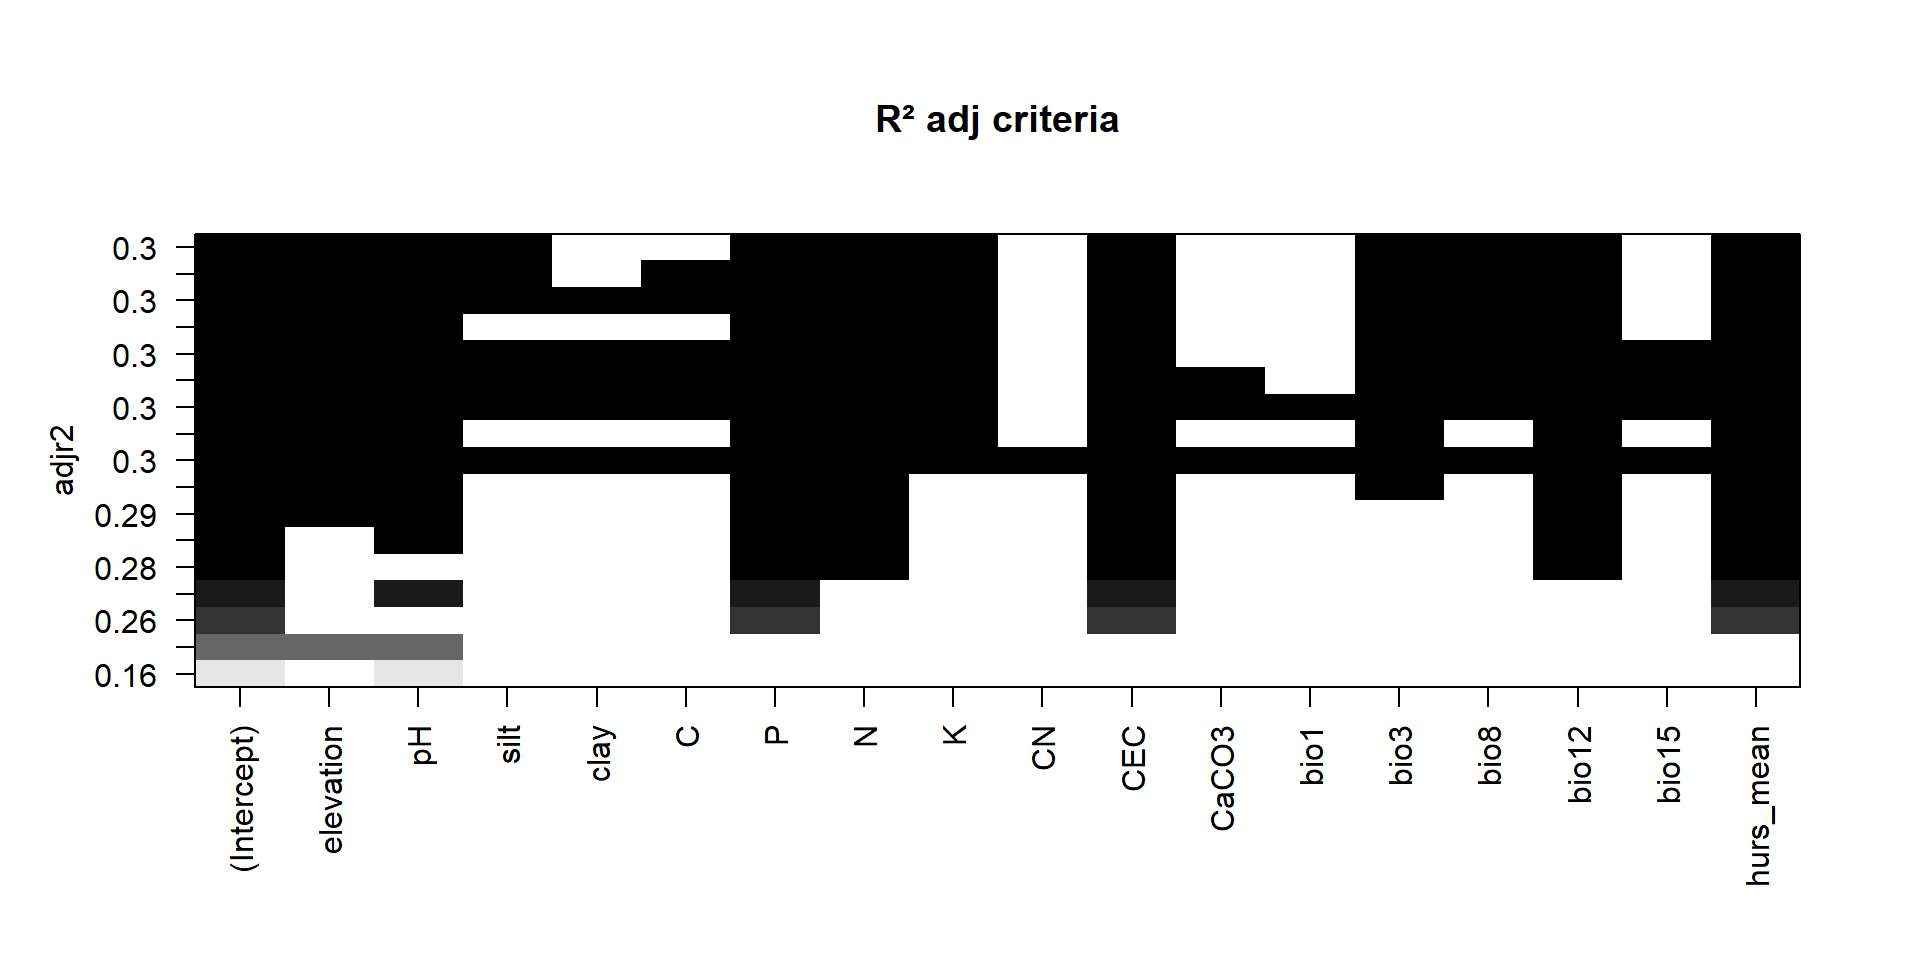 R² adj criteria
adjr2
0.3
0.3
0.3
0.3
0.3
0.29
0.28
0.26
0.16
(Intercept)
elevation
pH
silt
clay
C
P
N
K
CN
CEC
CaCO3
bio1
bio3
bio8
bio12
bio15
hurs_mean